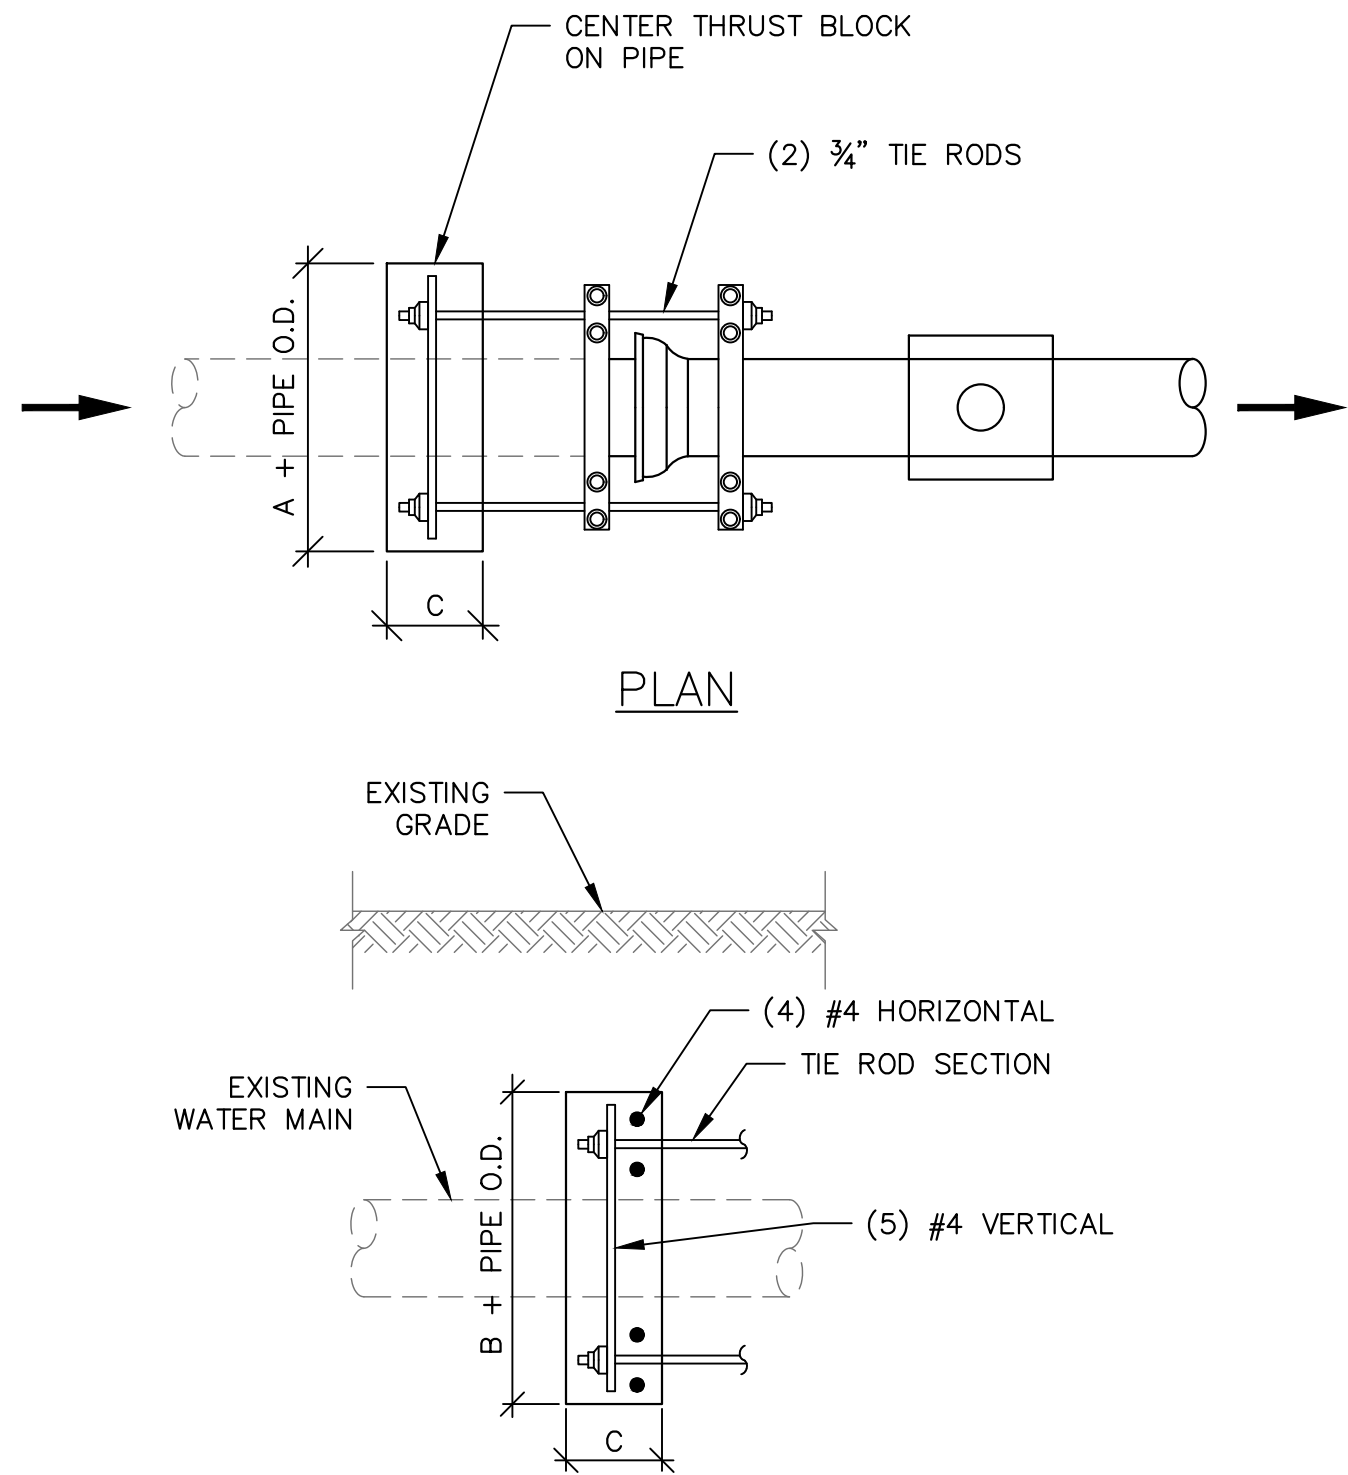 CENTER THRUST BLOCK
ON PIPE
(2) ¾” TIE RODS
A + PIPE O.D.
C
PLAN
EXISTING
GRADE
(4) #4 HORIZONTAL
TIE ROD SECTION
EXISTING
WATER MAIN
B + PIPE O.D.
(5) #4 VERTICAL
C